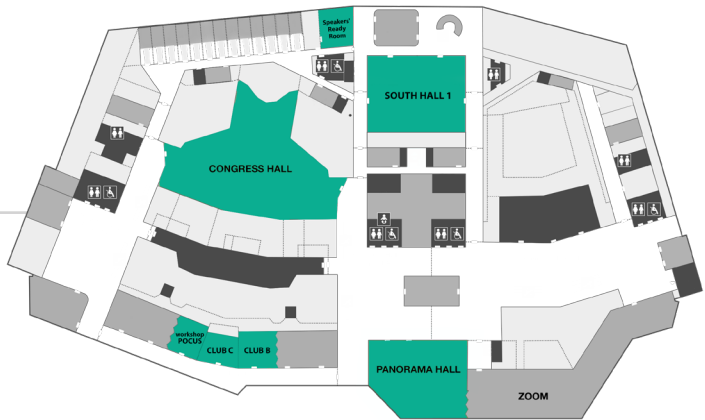 Speakers'
Ready
Room
SOUTH HALL 1
CONGRESS HALL
workshop
POCUS
CLUB C
CLUB B
PANORAMA HALL
ZOOM